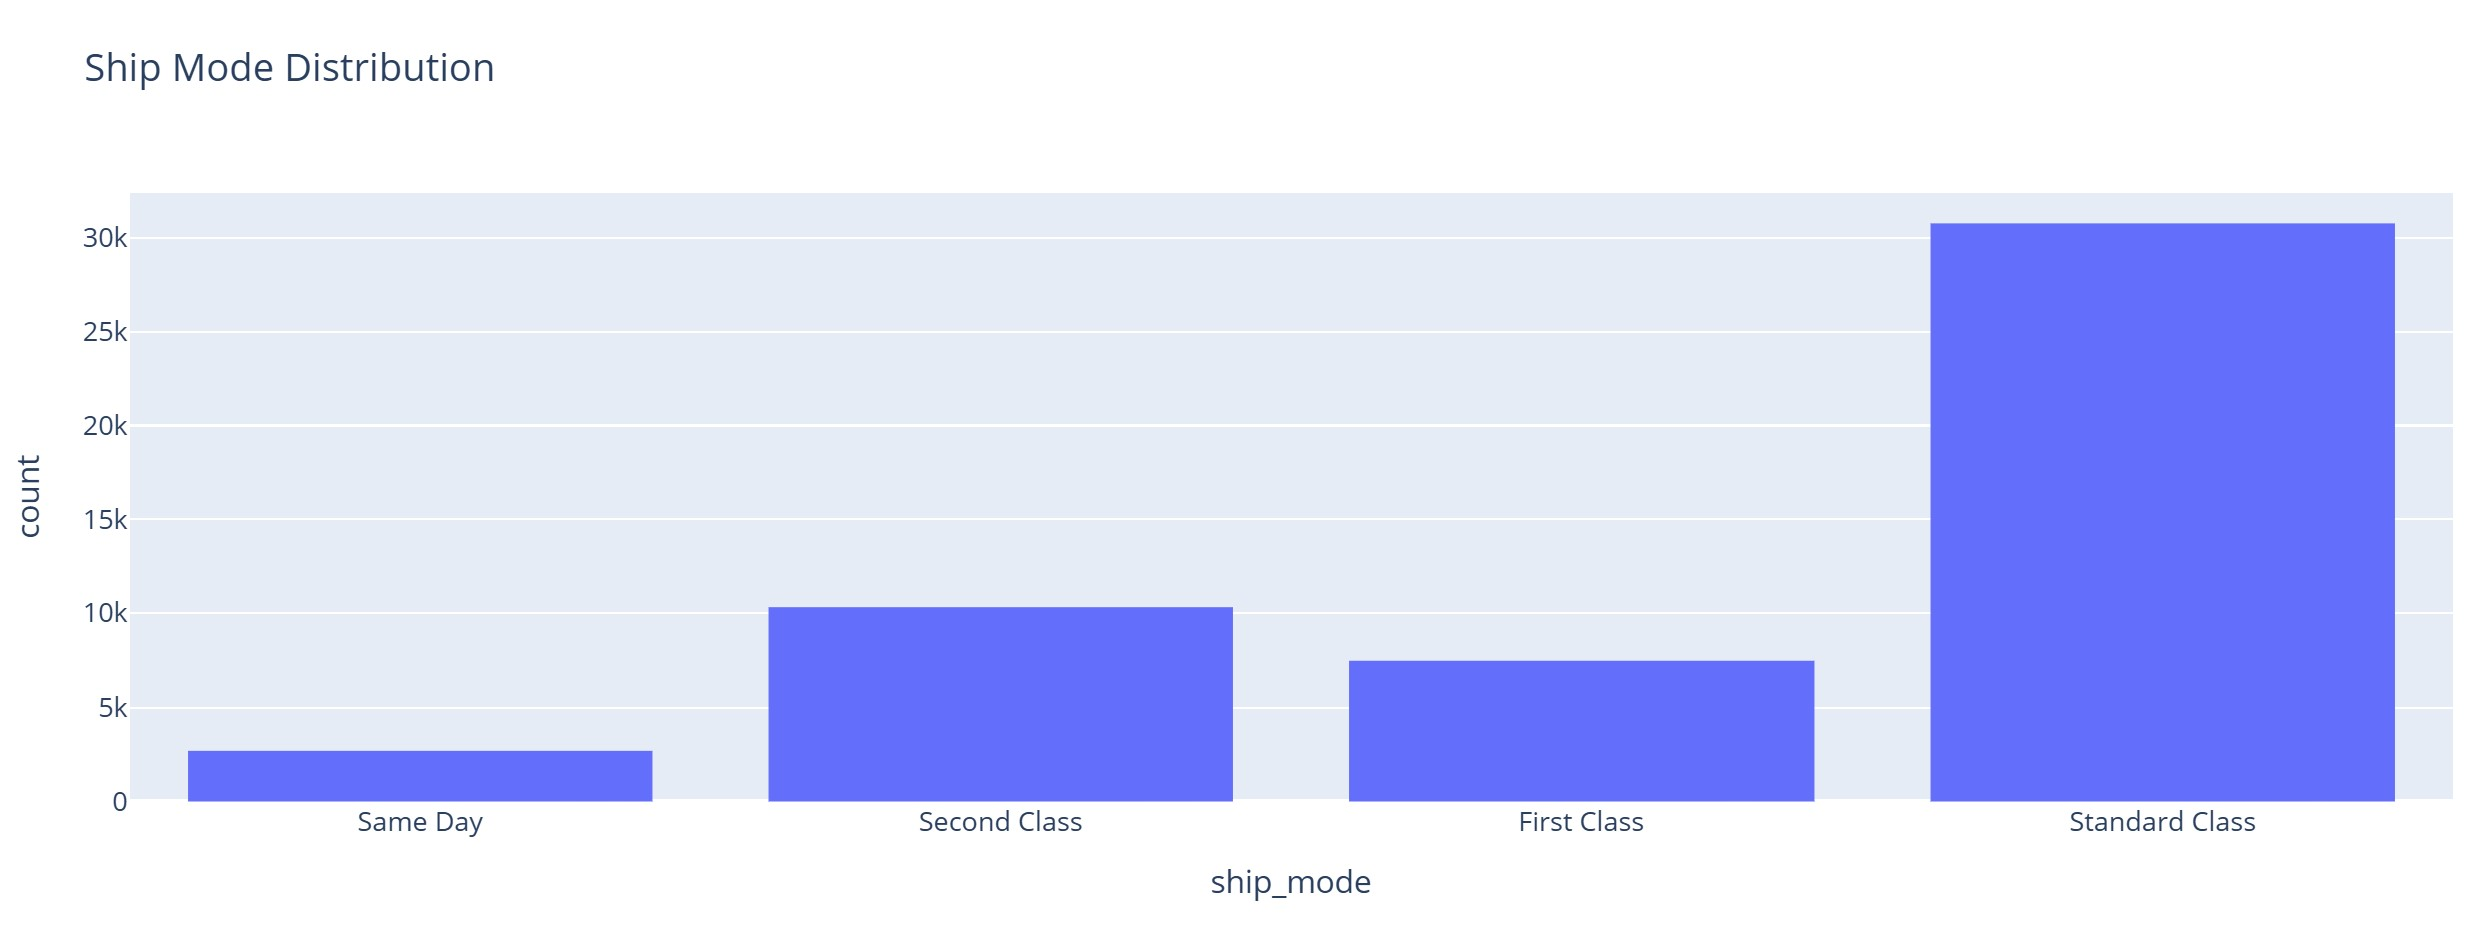 Ship Mode Distribution
30k
25k
20k
15k
10k
5k
0
count
Same Day
Second Class
First Class
Standard Class
ship_mode